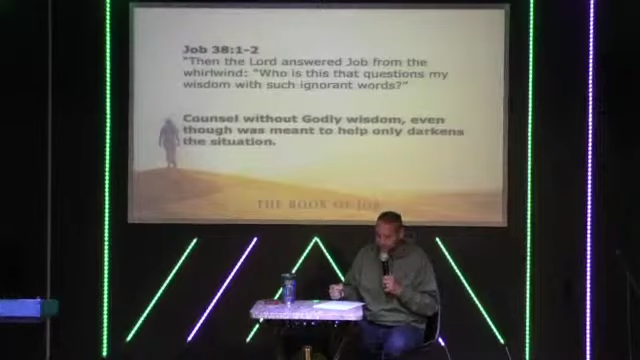 Job 38:1-2
"Then the Lord answered Job from the
whirlwind: "Who is this that questions my
wisdom with such ignorant words?"
Counsel without Godly wisdom, even
though was meant to help only darkens
the situation.
THE BOOK OF JOB